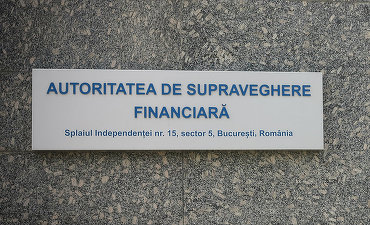 AUTORITATEA DE SUPRAVEGHERE
FINANCIARĂ
Splaiul Independenței nr. 15, sector 5, București, România